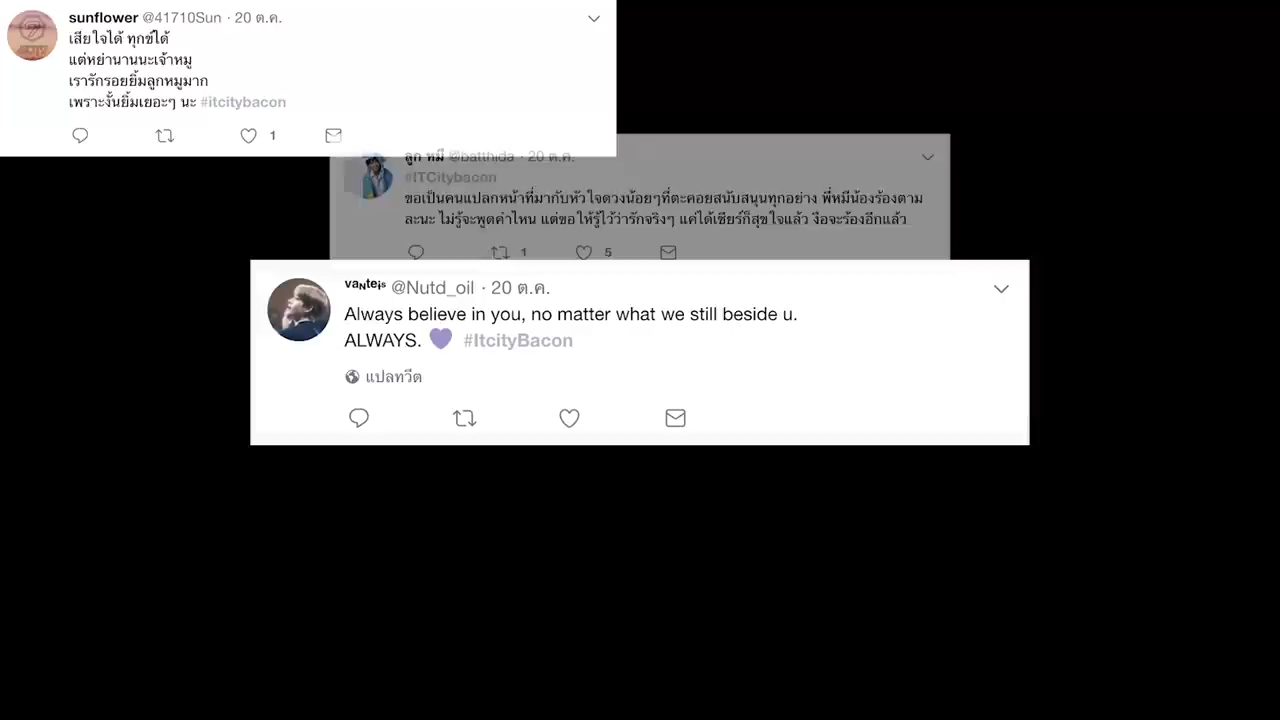 sunflower @41710Sun · 20 ต.ค.
เสียใจได้ ทุกข์ได้
แต่หย่านานนะเจ้าหมู
เรารักรอยยิ้มลูกหมูมาก
เพราะงั้นยิ้มเยอะๆ นะ #itcitybacon
1
ลูก หมี @batthida · 20 ต.ค.
#ITCitybacon
ขอเป็นคนแปลกหน้าที่มากับหัวใจดวงน้อยๆที่ตะคอยสนับสนุนทุกอย่าง พี่หมีน้องร้องตาม
ละนะ ไม่รู้จะพูดคำไหน แต่ขอให้รู้ไว้ว่ารักจริงๆ แค่ได้เชียร์ก็สุขใจแล้ว งือจะร้องอีกแล้ว
1 5
vaɴteᵢs @Nutd_oil · 20 ต.ค.
Always believe in you, no matter what we still beside u.
ALWAYS. 💜 #ItcityBacon
แปลทวีต